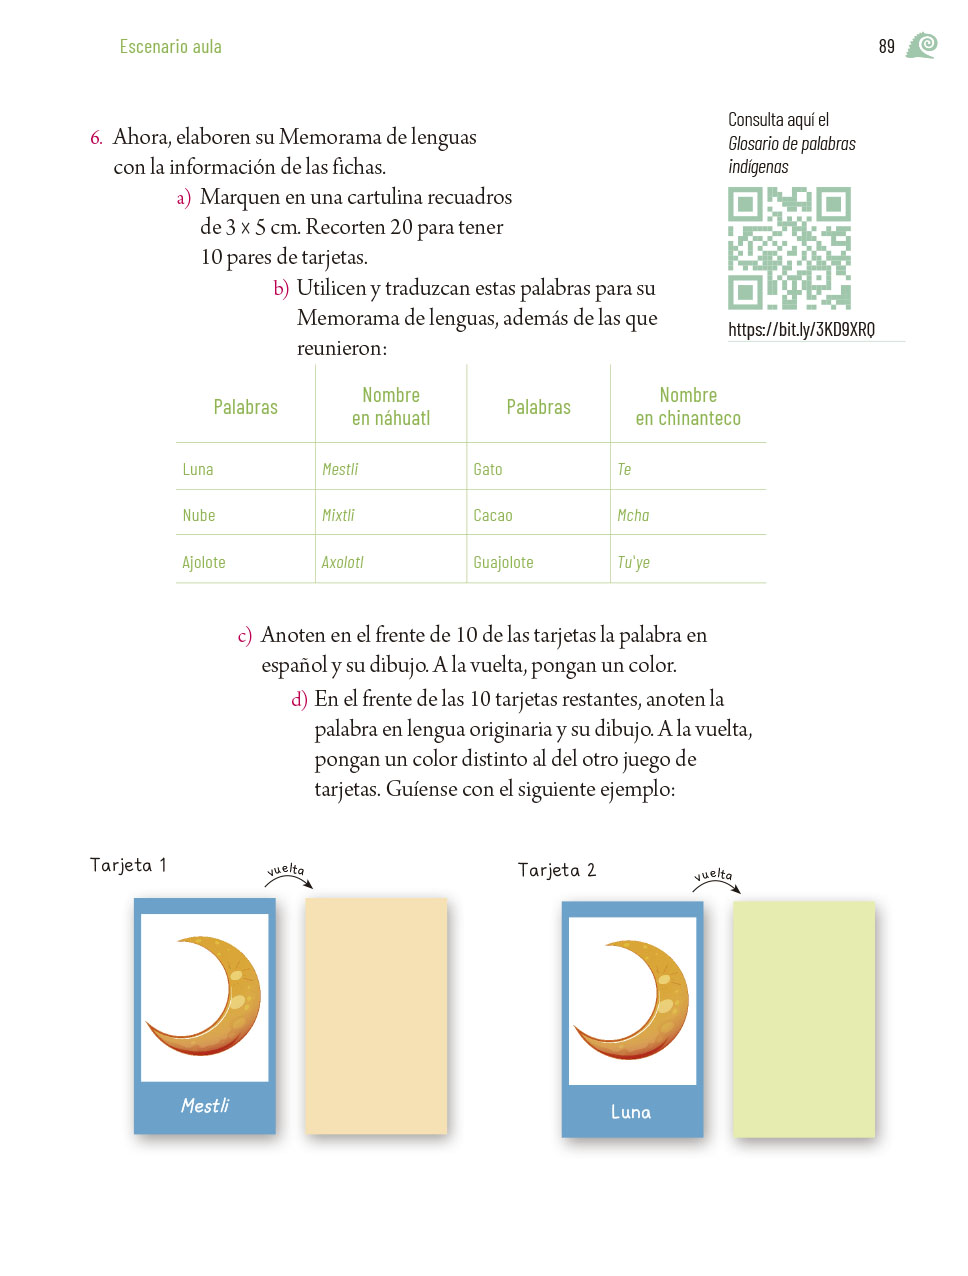 Escenario aula
89
6. Ahora, elaboren su Memorama de lenguas
con la información de las fichas.
a) Marquen en una cartulina recuadros
de 3 × 5 cm. Recorten 20 para tener
10 pares de tarjetas.
b) Utilicen y traduzcan estas palabras para su
Memorama de lenguas, además de las que
reunieron:
Consulta aquí el
Glosario de palabras
indígenas
https://bit.ly/3KD9XRQ
Palabras
Nombre
en náhuatl
Palabras
Nombre
en chinanteco
Luna Mestli Gato Te
Nube Mixtli Cacao Mcha
Ajolote Axolotl Guajolote Tu'ye
c) Anoten en el frente de 10 de las tarjetas la palabra en
español y su dibujo. A la vuelta, pongan un color.
d) En el frente de las 10 tarjetas restantes, anoten la
palabra en lengua originaria y su dibujo. A la vuelta,
pongan un color distinto al del otro juego de
tarjetas. Guíense con el siguiente ejemplo:
Tarjeta 1
vuelta
Mestli
Tarjeta 2
vuelta
Luna